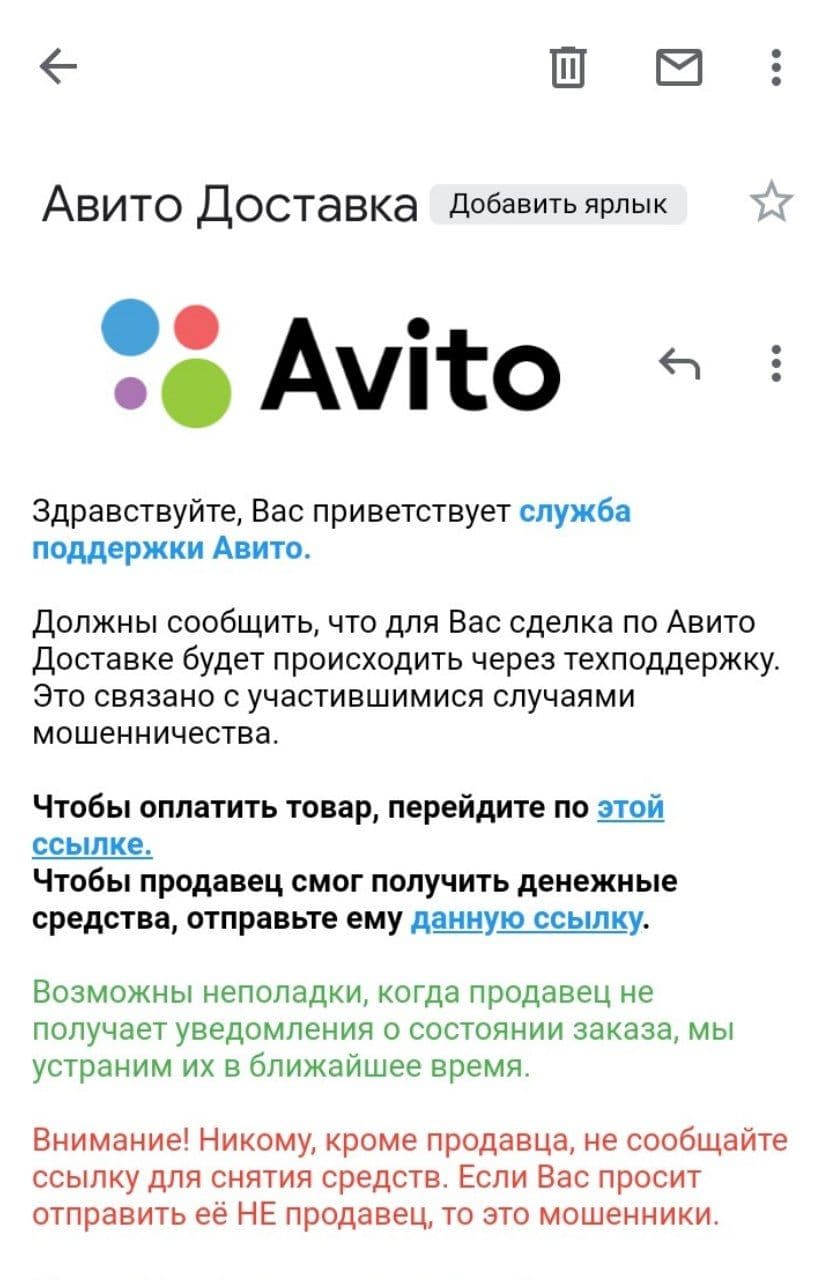 Авито Доставка Добавить ярлык
Avito
Здравствуйте, Вас приветствует служба
поддержки Авито.
Должны сообщить, что для Вас сделка по Авито
Доставке будет происходить через техподдержку.
Это связано с участившимися случаями
мошенничества.
Чтобы оплатить товар, перейдите по этой
ссылке.
Чтобы продавец смог получить денежные
средства, отправьте ему данную ссылку.
Возможны неполадки, когда продавец не
получает уведомления о состоянии заказа, мы
устраним их в ближайшее время.
Внимание! Никому, кроме продавца, не сообщайте
ссылку для снятия средств. Если Вас просит
отправить её НЕ продавец, то это мошенники.